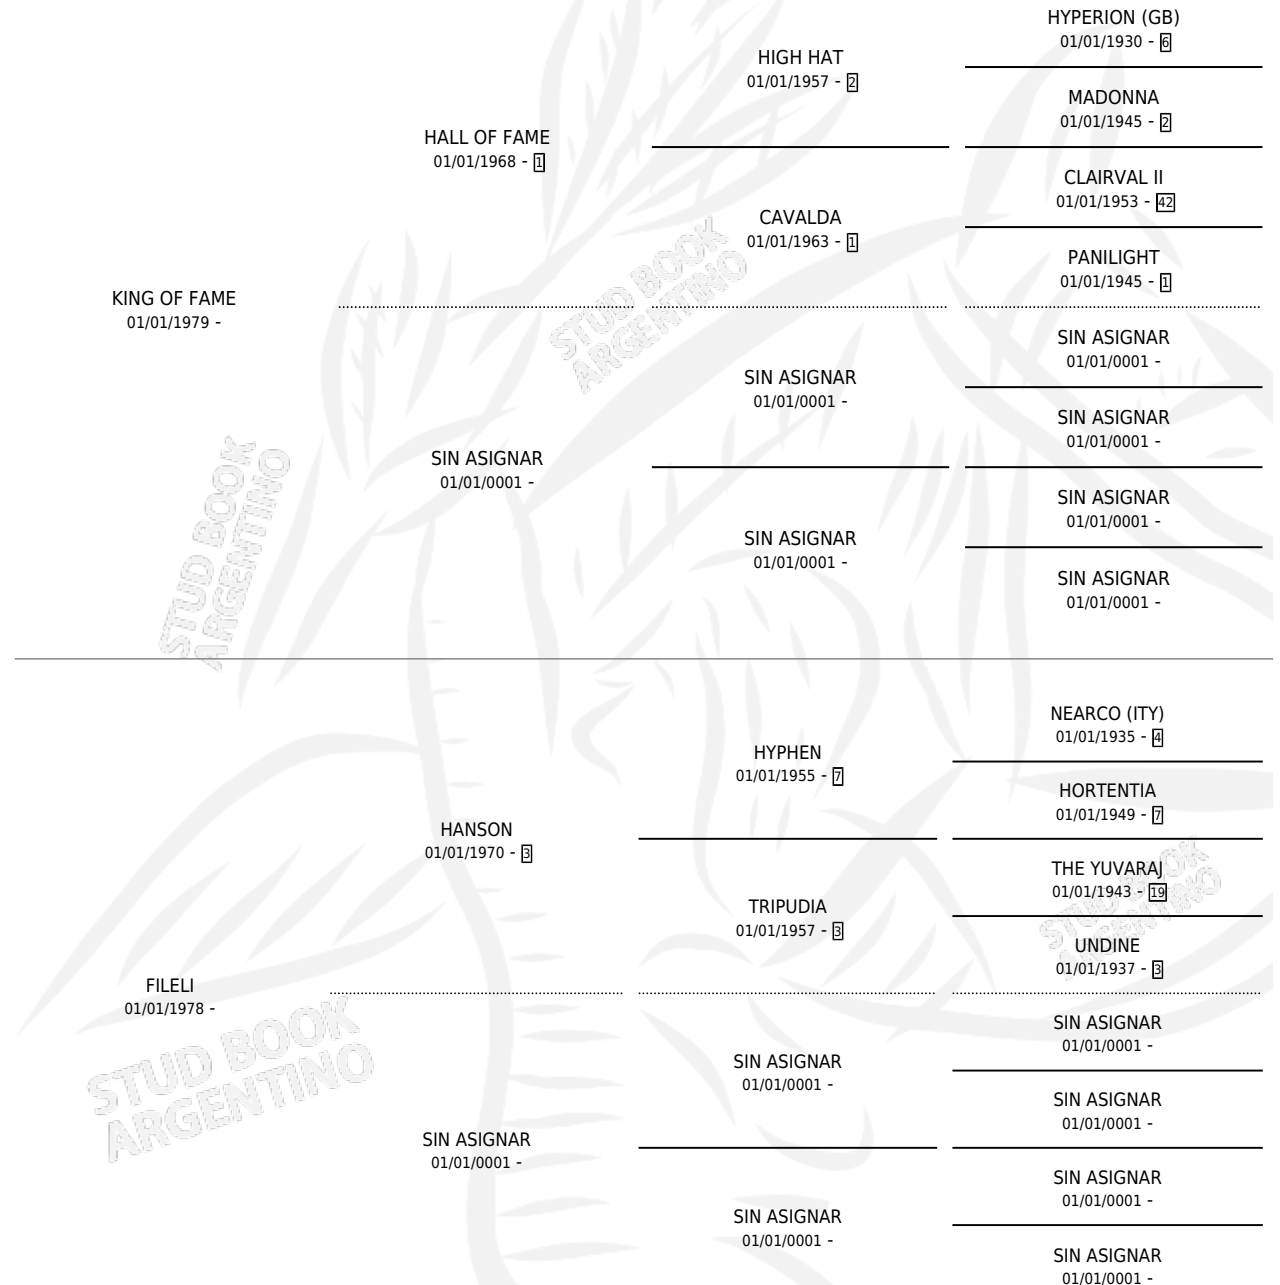 HYPERION (GB)
01/01/1930 - 6
HIGH HAT
01/01/1957 - 2
MADONNA
01/01/1945 - 2
HALL OF FAME
01/01/1968 - 1
CLAIRVAL II
01/01/1953 - 42
CAVALDA
01/01/1963 - 1
PANILIGHT
01/01/1945 - 1
KING OF FAME
01/01/1979 -
SIN ASIGNAR
01/01/0001 -
SIN ASIGNAR
01/01/0001 -
SIN ASIGNAR
01/01/0001 -
SIN ASIGNAR
01/01/0001 -
SIN ASIGNAR
01/01/0001 -
SIN ASIGNAR
01/01/0001 -
SIN ASIGNAR
01/01/0001 -
STUD BOOK
ARGENTINO
STUD BOOK
ARGENTINO
NEARCO (ITY)
01/01/1935 - 4
HYPHEN
01/01/1955 - 7
HORTENTIA
01/01/1949 - 7
HANSON
01/01/1970 - 3
THE YUVARAJ
01/01/1943 - 19
TRIPUDIA
01/01/1957 - 3
UNDINE
01/01/1937 - 3
FILELI
01/01/1978 -
SIN ASIGNAR
01/01/0001 -
SIN ASIGNAR
01/01/0001 -
SIN ASIGNAR
01/01/0001 -
SIN ASIGNAR
01/01/0001 -
SIN ASIGNAR
01/01/0001 -
SIN ASIGNAR
01/01/0001 -
SIN ASIGNAR
01/01/0001 -
STUD BOOK
ARGENTINO
STUD BOOK
ARGENTINO